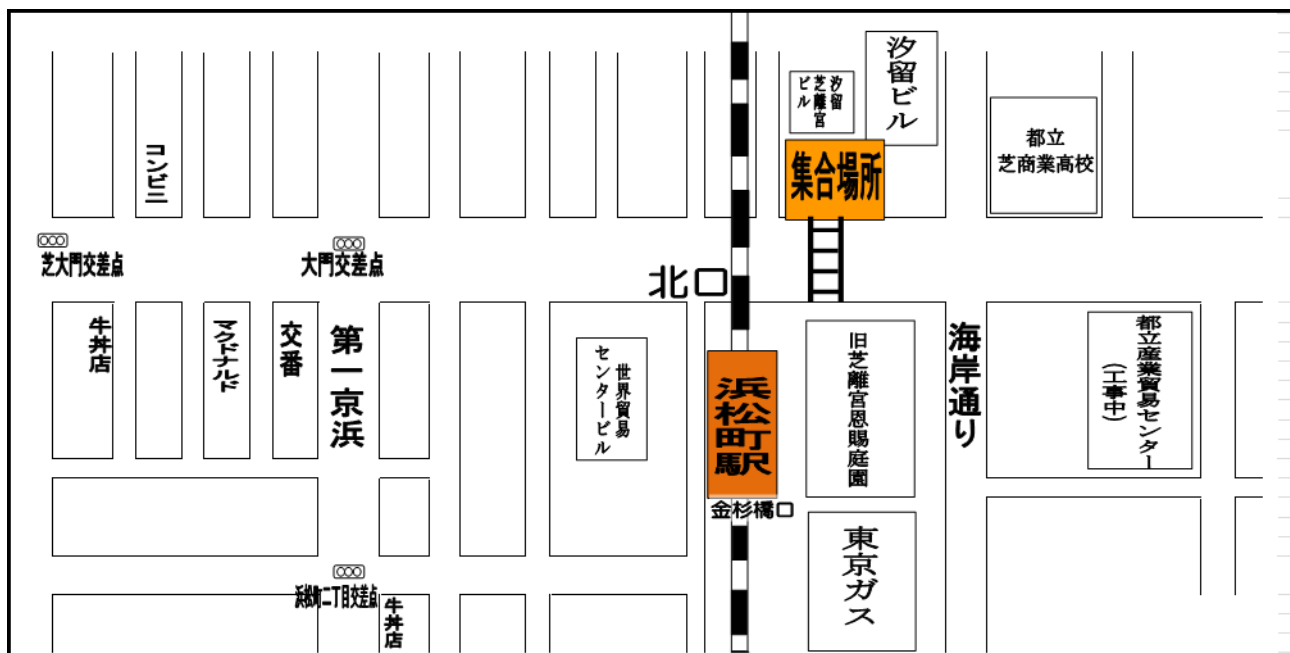 汐留ビル
汐留
芝離宮
ビル
都立
芝商業高校
コンビニ
集合場所
芝大門交差点
大門交差点
北口
牛丼店
マクドナルド
交番
第一京浜
世界貿易
センタービル
浜松町駅
旧芝離宮恩賜庭園
海岸通り
都立産業貿易センター
(工事中)
金杉橋口
東京ガス
浜松町二丁目交差点
牛丼店